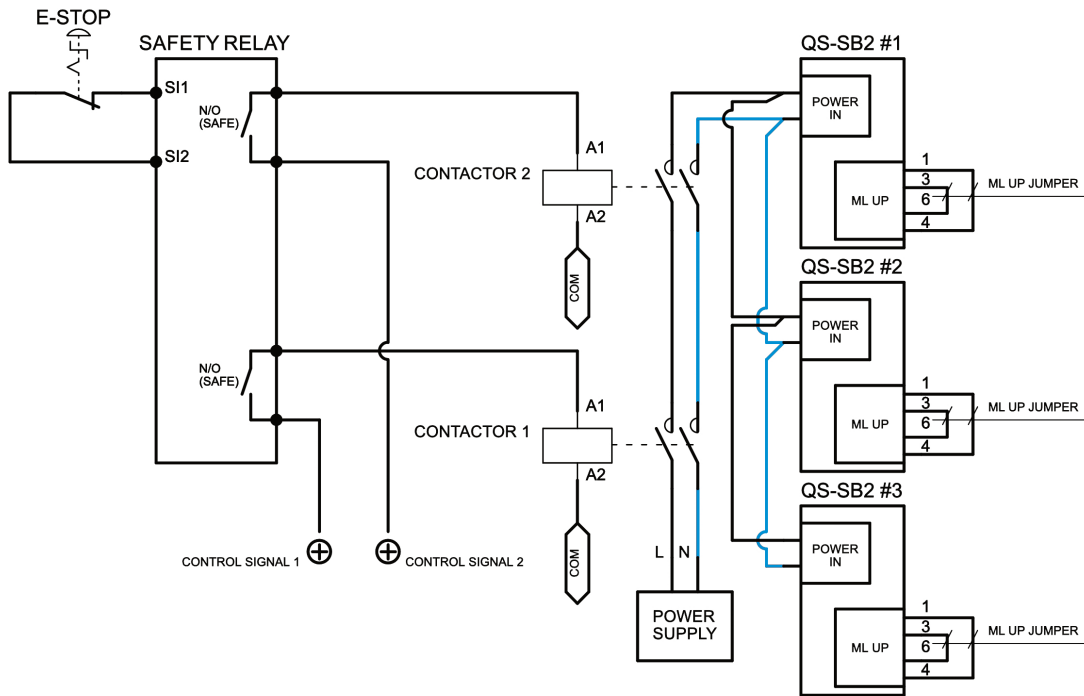 E-STOP
SAFETY RELAY
SI1
SI2
N/O
(SAFE)
N/O
(SAFE)
CONTROL SIGNAL 1
CONTROL SIGNAL 2
CONTACTOR 2
A1
A2
COM
CONTACTOR 1
A1
A2
COM
L
N
POWER
SUPPLY
QS-SB2 #1
POWER
IN
ML UP
1
3
6
4
ML UP JUMPER
QS-SB2 #2
POWER
IN
ML UP
1
3
6
4
ML UP JUMPER
QS-SB2 #3
POWER
IN
ML UP
1
3
6
4
ML UP JUMPER